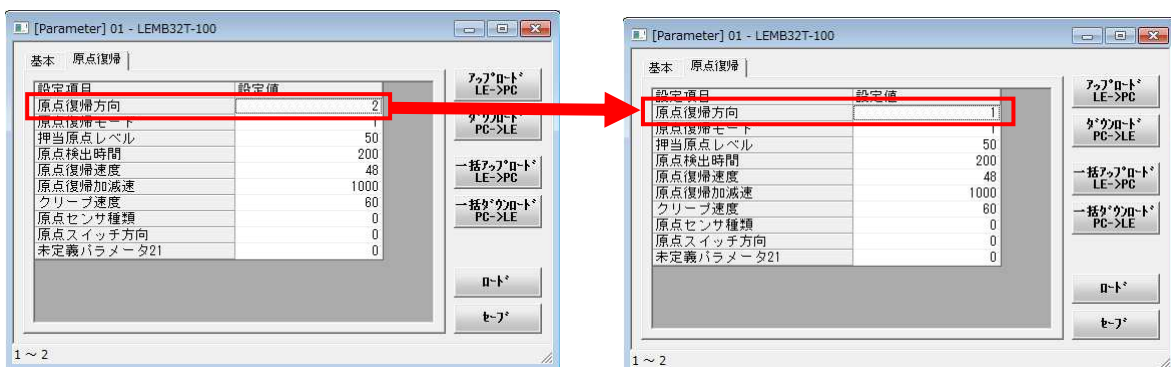 [Parameter] 01 - LEMB32T-100
基本 原点復帰
設定項目 設定値
原点復帰方向 2
原点復帰モード 1
押当原点レベル 50
原点検出時間 200
原点復帰速度 48
原点復帰加減速 1000
クリープ速度 60
原点センサ種類 0
原点スイッチ方向 0
未定義パラメータ21 0
ｱｯﾌﾟﾛｰﾄﾞ
LE->PC
ﾀﾞｳﾝﾛｰﾄﾞ
PC->LE
一括ｱｯﾌﾟﾛｰﾄﾞ
LE->PC
一括ﾀﾞｳﾝﾛｰﾄﾞ
PC->LE
ﾛｰﾄﾞ
ｾｰﾌﾞ
1 ～ 2
[Parameter] 01 - LEMB32T-100
基本 原点復帰
設定項目 設定値
原点復帰方向 1
原点復帰モード 1
押当原点レベル 50
原点検出時間 200
原点復帰速度 48
原点復帰加減速 1000
クリープ速度 60
原点センサ種類 0
原点スイッチ方向 0
未定義パラメータ21 0
ｱｯﾌﾟﾛｰﾄﾞ
LE->PC
ﾀﾞｳﾝﾛｰﾄﾞ
PC->LE
一括ｱｯﾌﾟﾛｰﾄﾞ
LE->PC
一括ﾀﾞｳﾝﾛｰﾄﾞ
PC->LE
ﾛｰﾄﾞ
ｾｰﾌﾞ
1 ～ 2